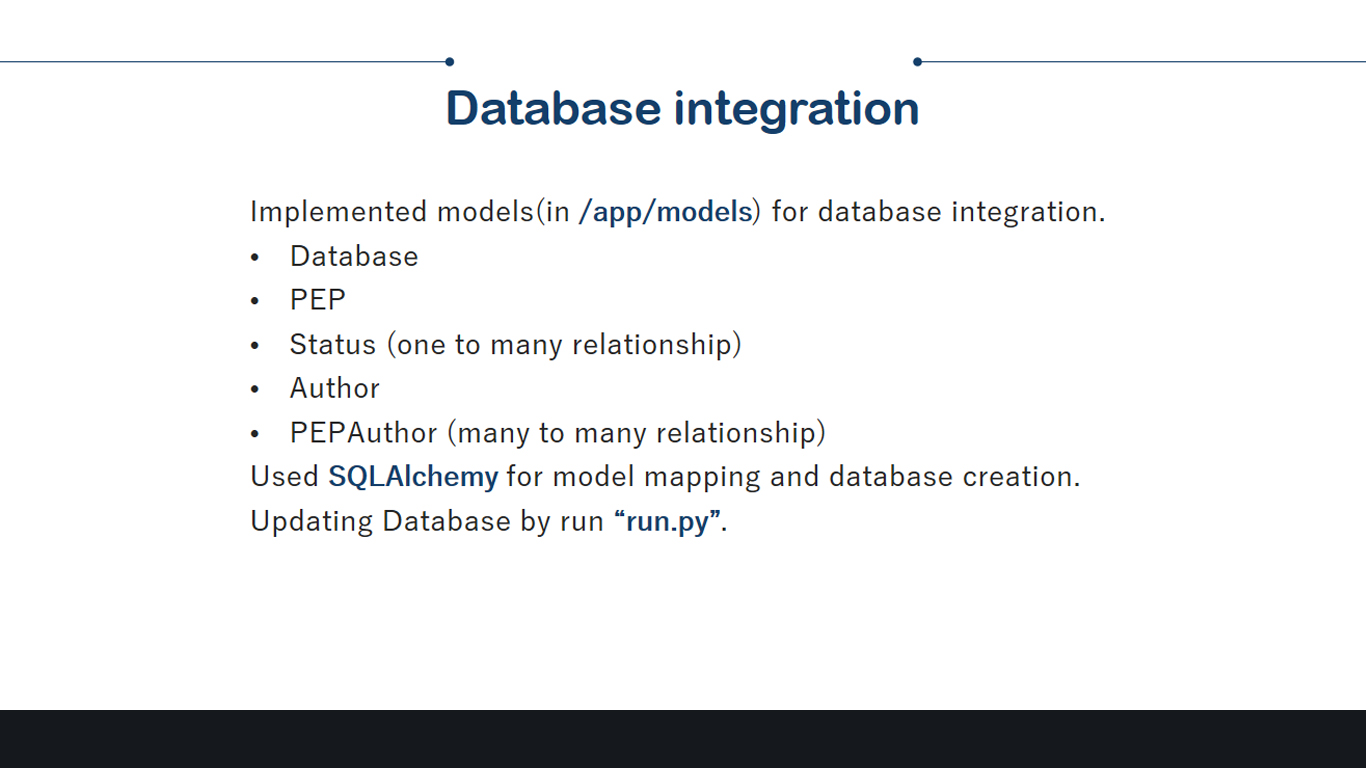 Database integration
Implemented models(in /app/models) for database integration.
• Database
• PEP
• Status (one to many relationship)
• Author
• PEPAuthor (many to many relationship)
Used SQLAlchemy for model mapping and database creation.
Updating Database by run “run.py”.